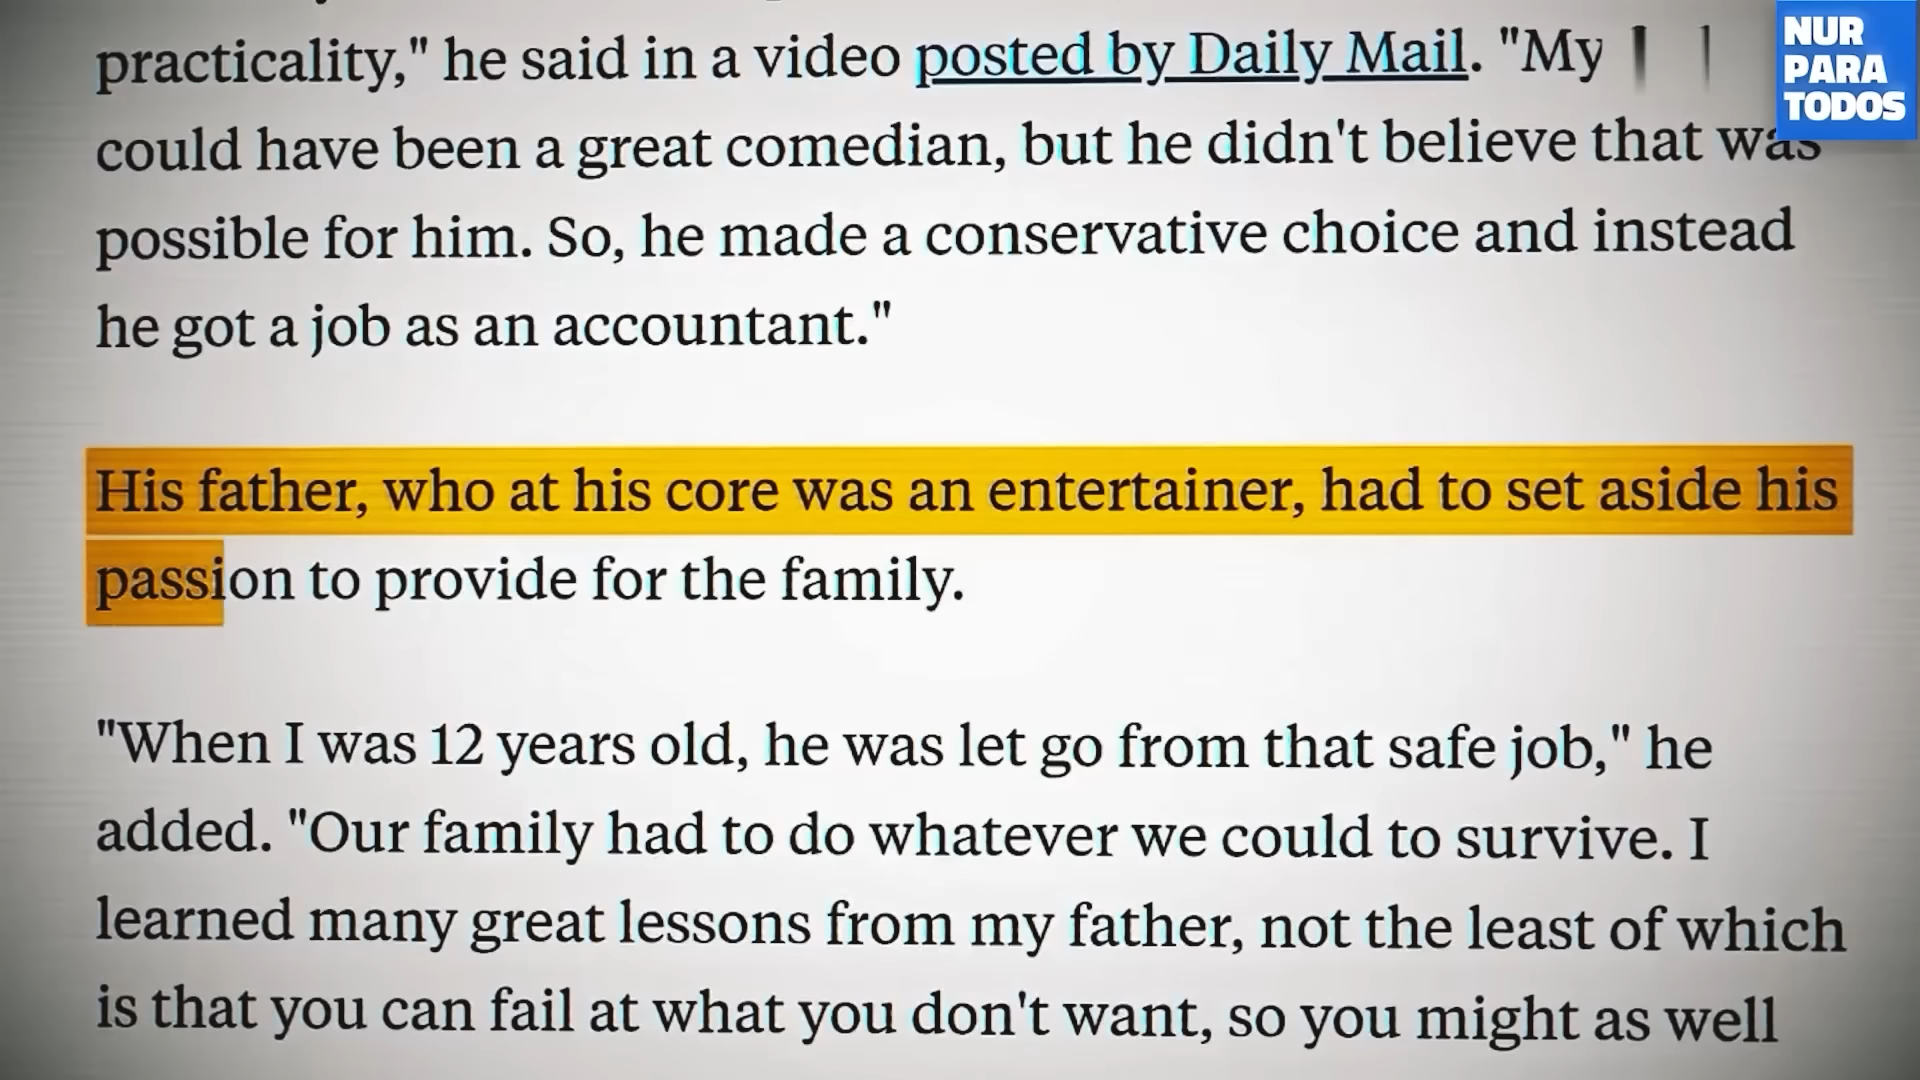 practicality," he said in a video posted by Daily Mail. "My
could have been a great comedian, but he didn't believe that was
possible for him. So, he made a conservative choice and instead
he got a job as an accountant."
His father, who at his core was an entertainer, had to set aside his
passion to provide for the family.
"When I was 12 years old, he was let go from that safe job," he
added. "Our family had to do whatever we could to survive. I
learned many great lessons from my father, not the least of which
is that you can fail at what you don't want, so you might as well
NUR
PARA
TODOS